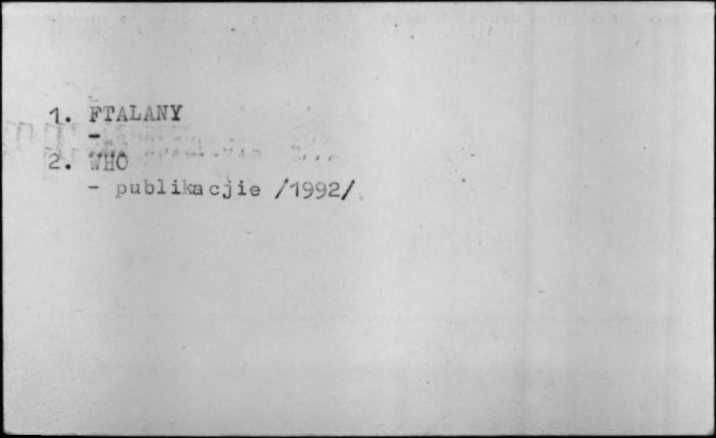 1. FTALANY
-
2. WHO
- publikacjie /1992/